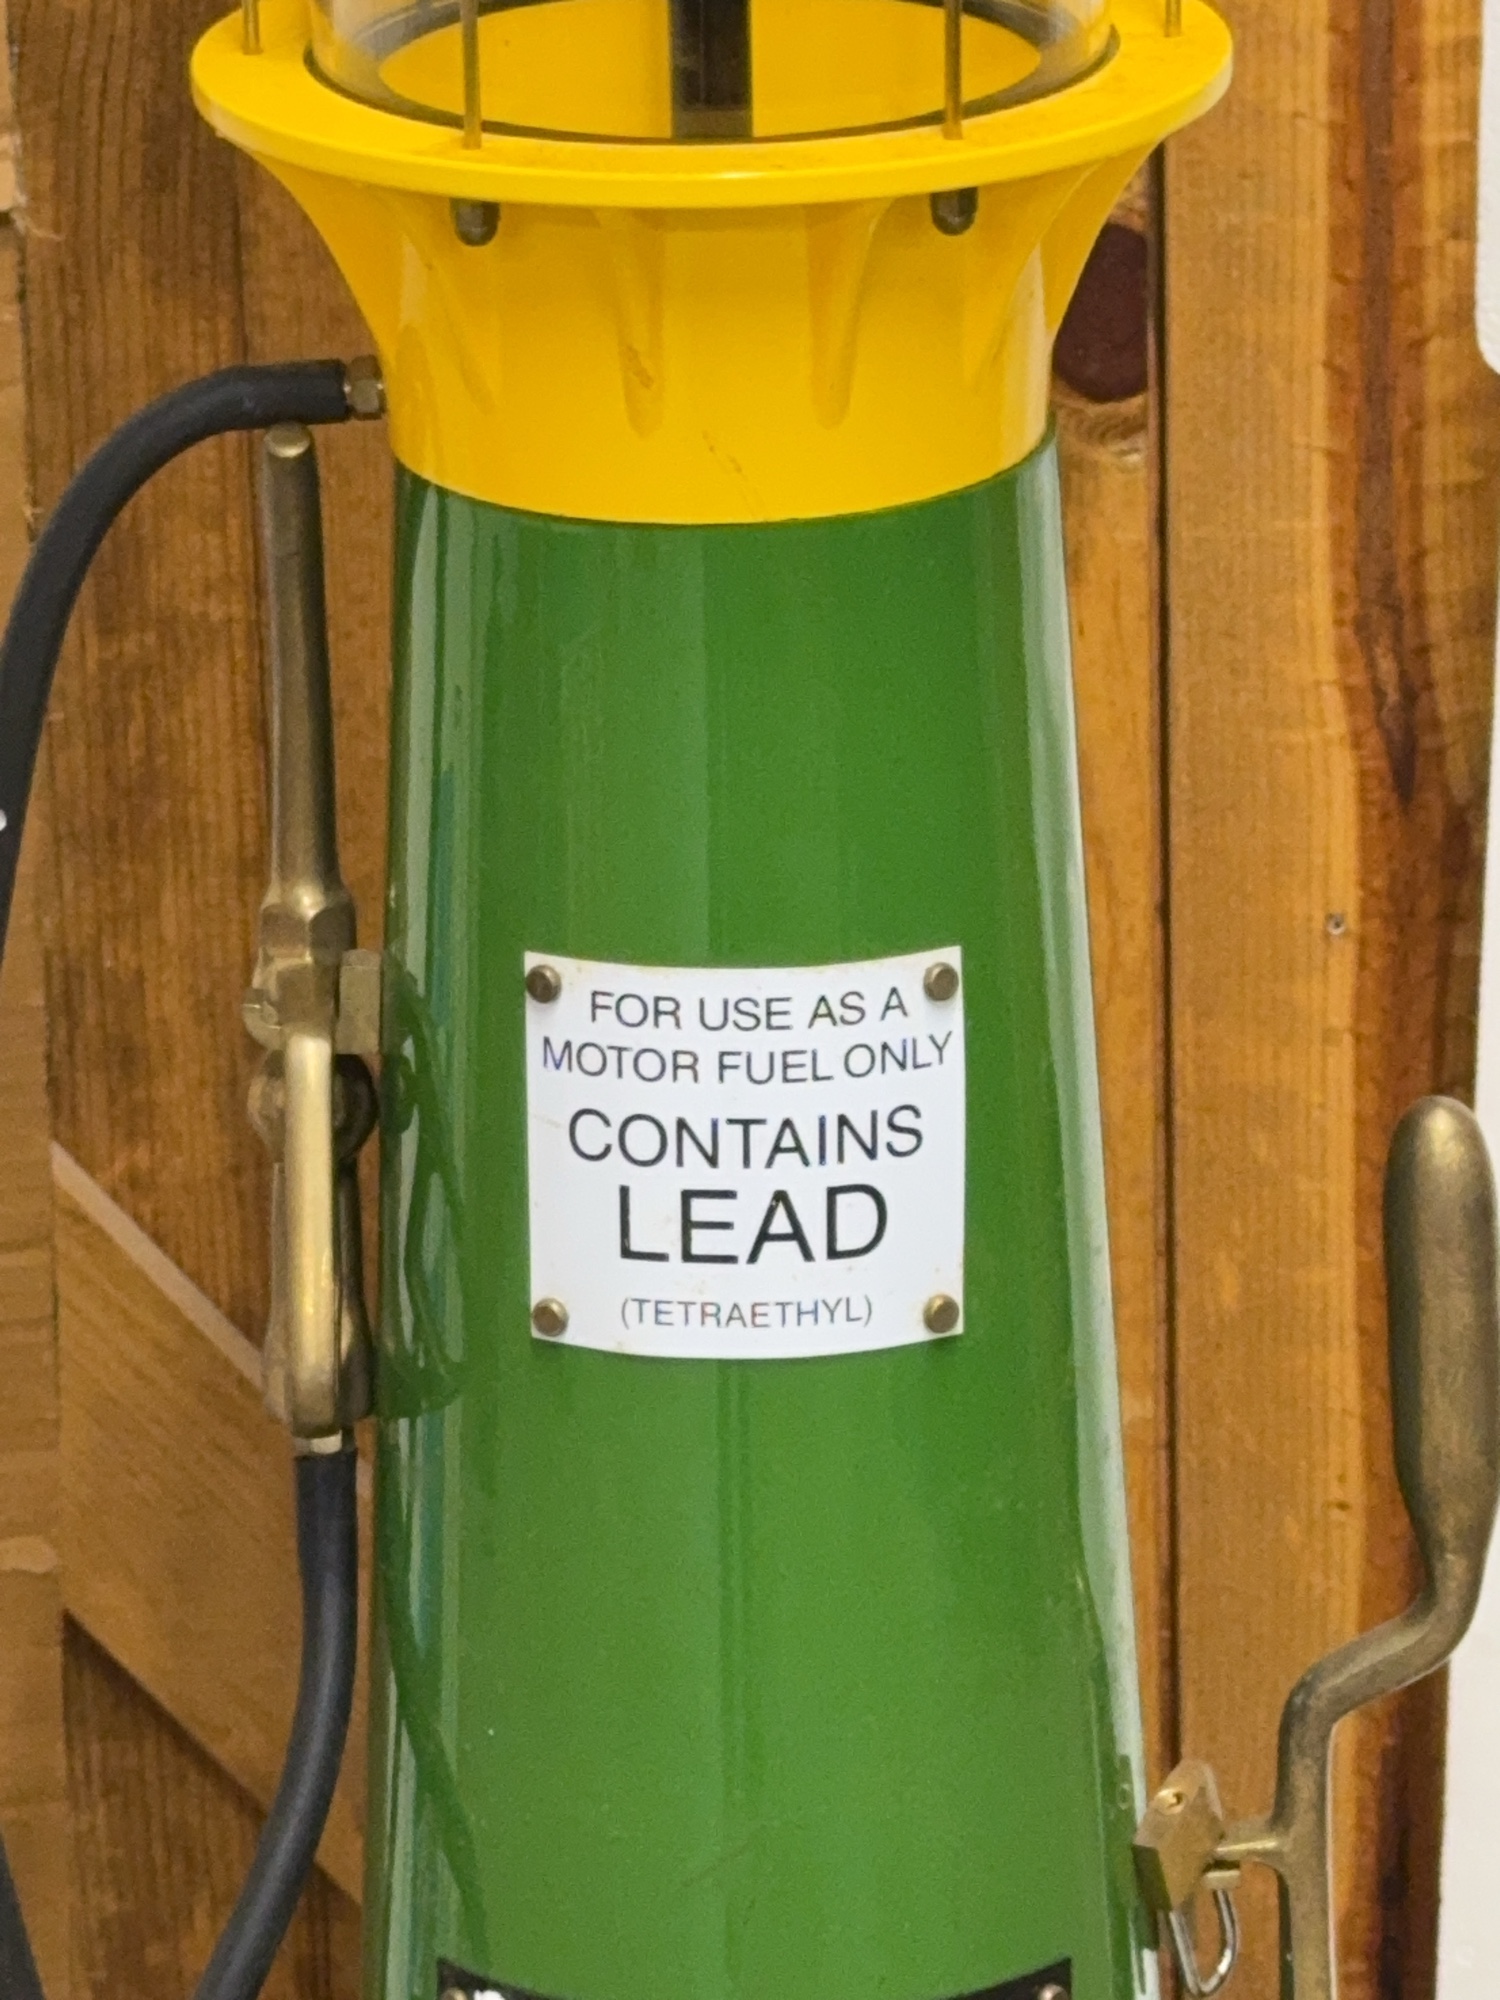 FOR USE AS A
MOTOR FUEL ONLY
CONTAINS
LEAD
(TETRAETHYL)